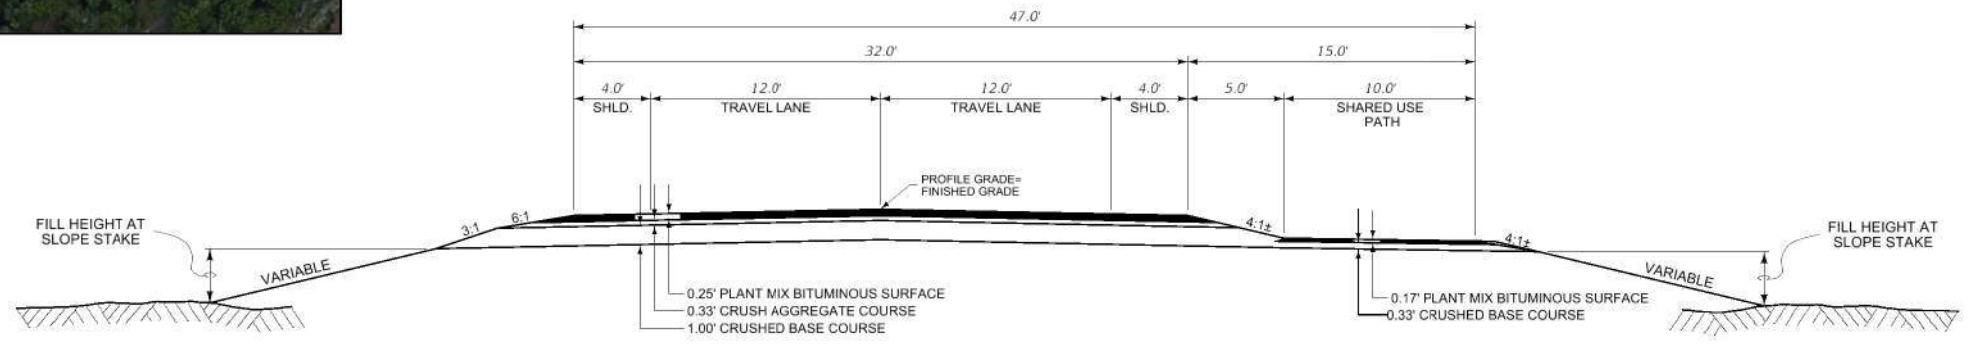 47.0'
32.0'
15.0'
4.0'
12.0'
12.0'
4.0'
5.0'
10.0'
SHLD.
TRAVEL LANE
TRAVEL LANE
SHLD.
SHARED USE
PATH
PROFILE GRADE=
FINISHED GRADE
FILL HEIGHT AT
SLOPE STAKE
3:1
6:1
4:1±
4:1±
FILL HEIGHT AT
SLOPE STAKE
VARIABLE
VARIABLE
0.25' PLANT MIX BITUMINOUS SURFACE
0.33' CRUSH AGGREGATE COURSE
1.00' CRUSHED BASE COURSE
0.17' PLANT MIX BITUMINOUS SURFACE
0.33' CRUSHED BASE COURSE